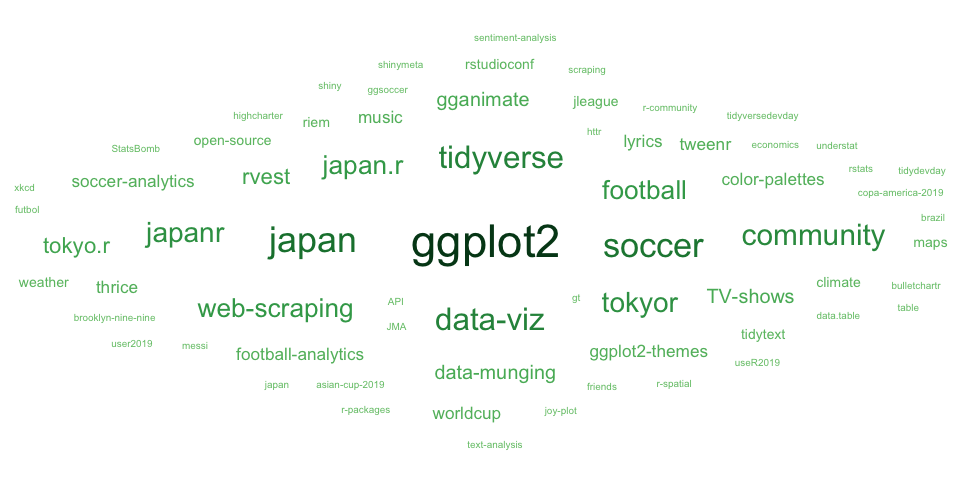 sentiment-analysis
shinymeta
rstudioconf
scraping
shiny
ggsoccer
gganimate
jleague
r-community
highcharter
riem
music
tidyversedevday
StatsBomb
open-source
httr
lyrics
tweenr
economics
understat
japan.r
tidyverse
xkcd
soccer-analytics
rvest
football
color-palettes
rstats
tidydevday
copa-america-2019
futbol
tokyo.r
japanr
japan
ggplot2
soccer
community
brazil
maps
weather
thrice
web-scraping
API
gt
tokyor
TV-shows
climate
bulletchartr
brooklyn-nine-nine
JMA
data-viz
data.table
table
user2019
messi
football-analytics
ggplot2-themes
tidytext
useR2019
japan
asian-cup-2019
data-munging
friends
r-spatial
r-packages
worldcup
joy-plot
text-analysis